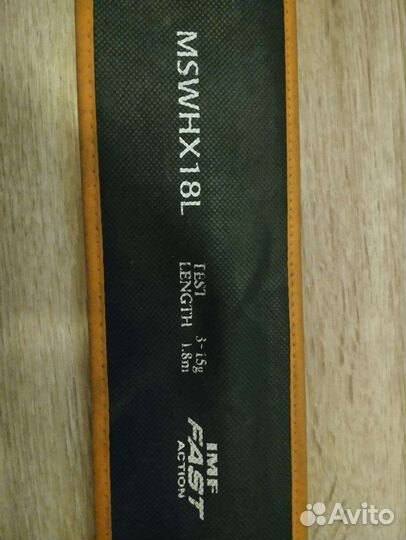 MSWHX18L
TEST 3-15g
LENGTH 1.8m
IMF
FAST
ACTION
Avito